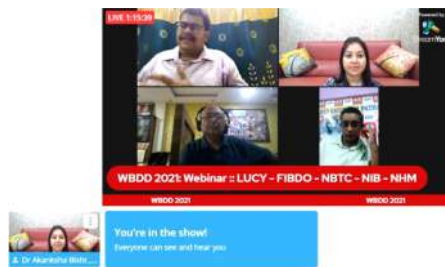 LIVE 1:15:39
Powered by
StreamYard
WBDD 2021: Webinar :: LUCY - FIBDO - NBTC - NIB - NHM
WBDD 2021
WBDD 2021
You're in the show!
Everyone can see and hear you
Dr Akanksha Bisht